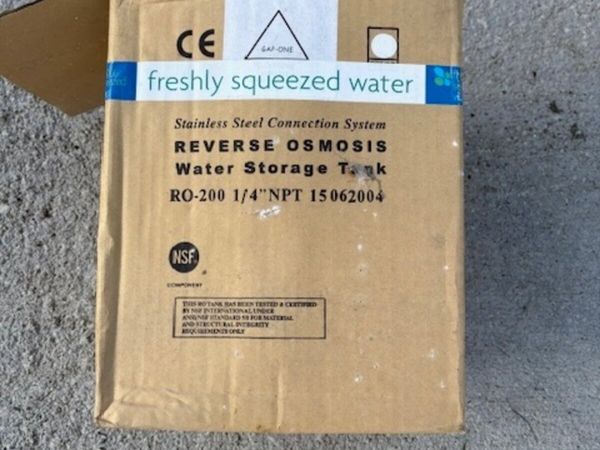 CE
GAP-ONE
freshly squeezed water
Stainless Steel Connection System
REVERSE OSMOSIS
Water Storage Tank
RO-200 1/4"NPT 15062004
NSF.
COMPONENT
THIS RO TANK HAS BEEN TESTED & CERTIFIED
BY NSF INTERNATIONAL UNDER
ANSI/NSF STANDARD 58 FOR MATERIAL
AND STRUCTURAL INTEGRITY
REQUIREMENTS ONLY